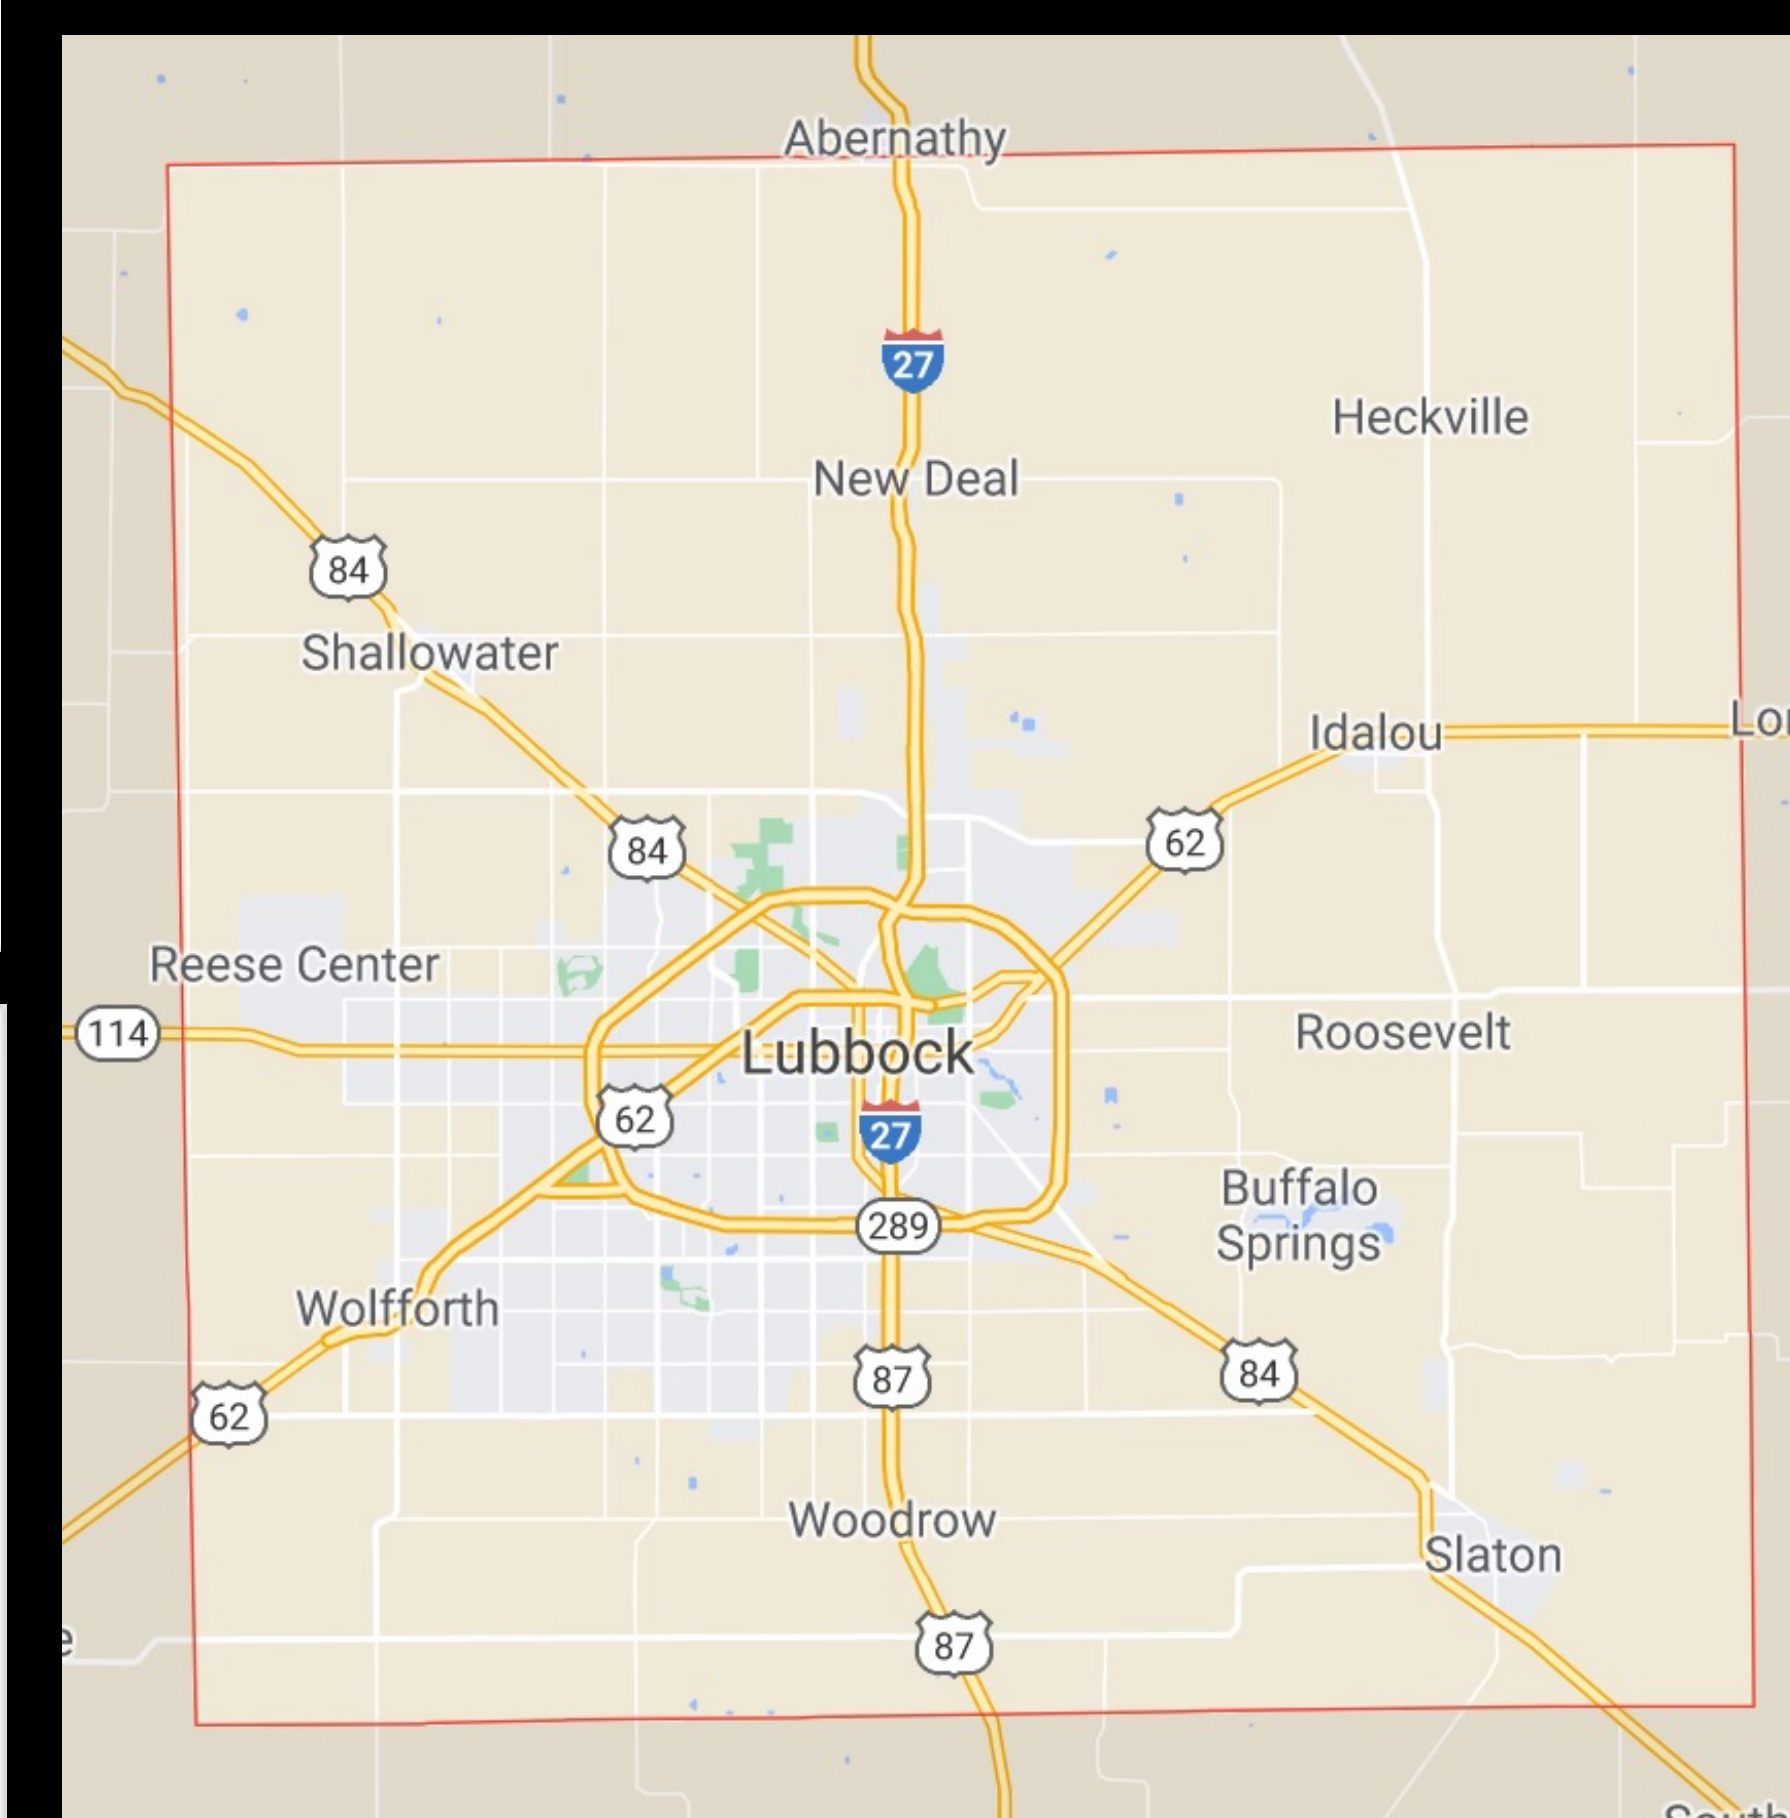 Abernathy
27
Heckville
New Deal
84
Shallowater
Idalou
84
62
Reese Center
114
Roosevelt
Lubbock
62
27
Buffalo
Springs
289
Wolfforth
87
84
62
Woodrow
Slaton
87